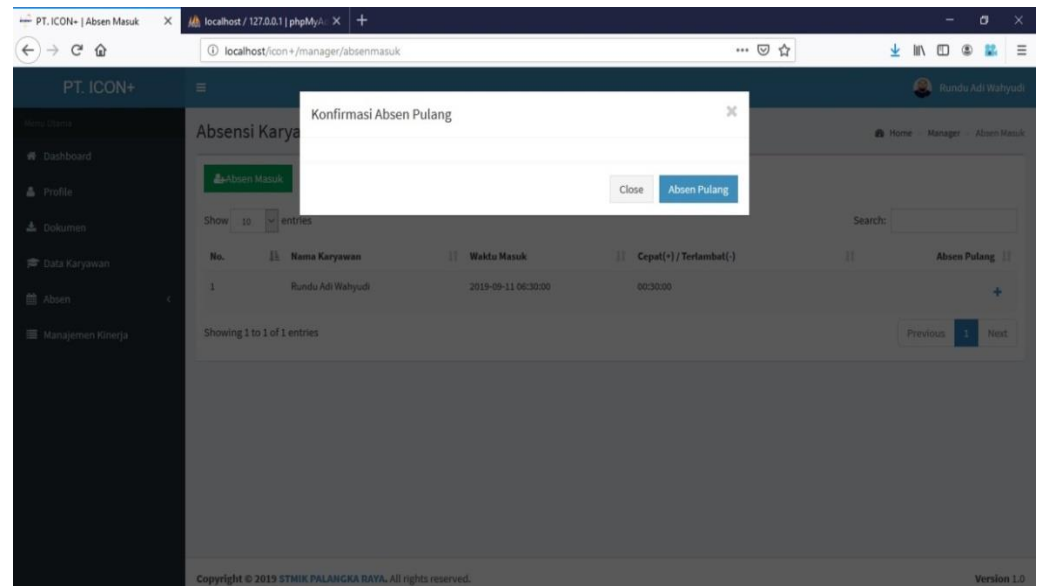 PT. ICON+ | Absen Masuk
localhost / 127.0.0.1 | phpMyA
localhost/icon+/manager/absenmasuk
PT. ICON+
Rundu Adi Wahyudi
Menu Utama
Absensi Karya
Home Manager Absen Masuk
Konfirmasi Absen Pulang
Close Absen Pulang
Dashboard
Profile
Dokumen
Data Karyawan
Absen
Manajemen Kinerja
Absen Masuk
Show 10 entries
Search:
No. Nama Karyawan Waktu Masuk Cepat(+) / Terlambat(-) Absen Pulang
1 Rundu Adi Wahyudi 2019-09-11 06:30:00 00:30:00 +
Showing 1 to 1 of 1 entries
Previous 1 Next
Copyright © 2019 STMIK PALANGKA RAYA. All rights reserved.
Version 1.0